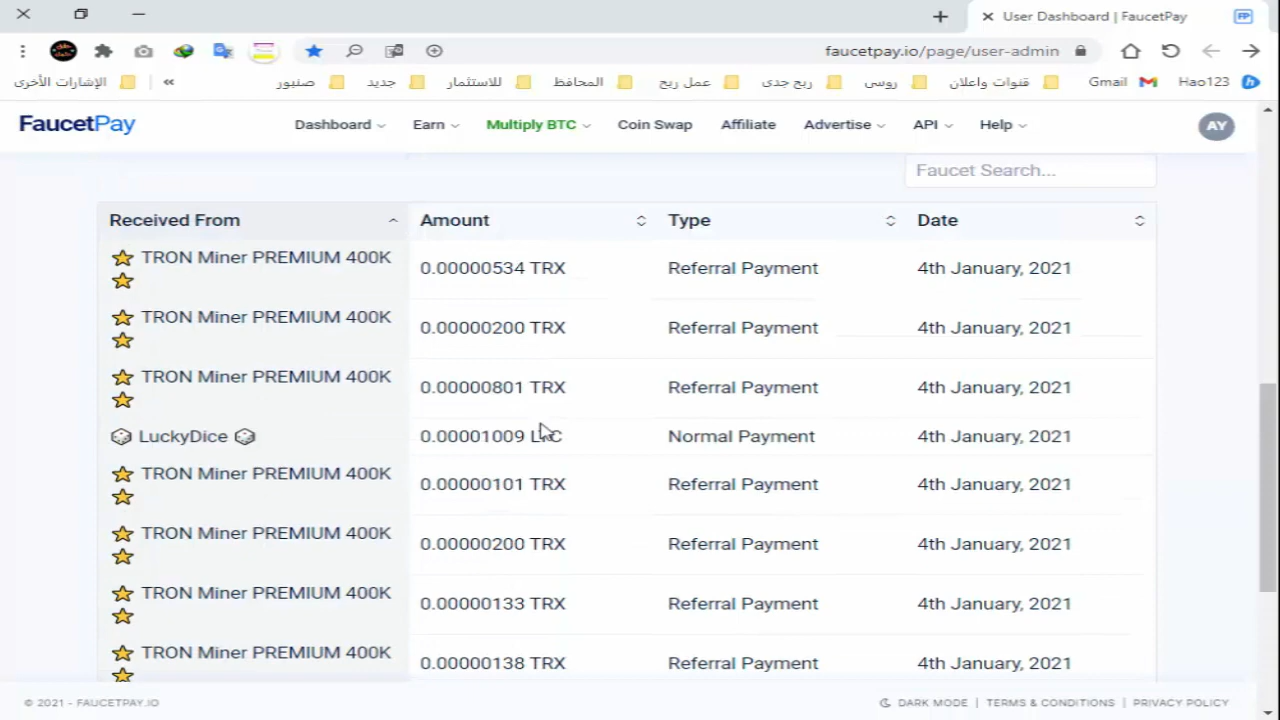 User Dashboard | FaucetPay
faucetpay.io/page/user-admin
الإشارات الأخرى
»
صنبور
جديد
للاستثمار
المحافظ
عمل ربح
ربح جدى
روسى
قنوات واعلان
Gmail
Hao123
FaucetPay
Dashboard
Earn
Multiply BTC
Coin Swap
Affiliate
Advertise
API
Help
AY
Faucet Search...
Received From Amount Type Date
TRON Miner PREMIUM 400K
0.00000534 TRX Referral Payment 4th January, 2021
TRON Miner PREMIUM 400K
0.00000200 TRX Referral Payment 4th January, 2021
TRON Miner PREMIUM 400K
0.00000801 TRX Referral Payment 4th January, 2021
LuckyDice 0.00001009 Normal Payment 4th January, 2021
TRON Miner PREMIUM 400K
0.00000101 TRX Referral Payment 4th January, 2021
TRON Miner PREMIUM 400K
0.00000200 TRX Referral Payment 4th January, 2021
TRON Miner PREMIUM 400K
0.00000133 TRX Referral Payment 4th January, 2021
TRON Miner PREMIUM 400K
0.00000138 TRX Referral Payment 4th January, 2021
© 2021 - FAUCETPAY.IO
DARK MODE | TERMS & CONDITIONS | PRIVACY POLICY